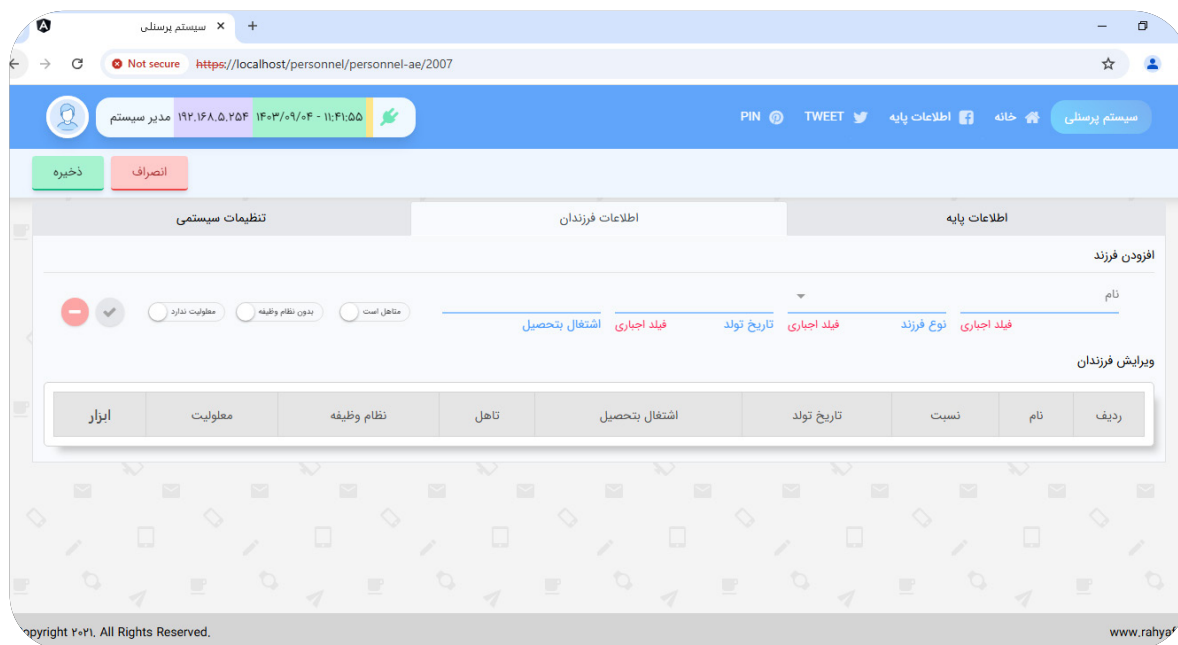 سیستم پرسنلی
Not secure https://localhost/personnel/personnel-ae/2007
سیستم پرسنلی خانه اطلاعات پایه TWEET PIN
۱۴۰۳/۰۹/۰۴ - ۱۱:۴۱:۵۵ ۱۹۲.۱۶۸.۵.۲۵۴ مدیر سیستم
انصراف ذخیره
اطلاعات پایه اطلاعات فرزندان تنظیمات سیستمی
افزودن فرزند
نام
متاهل است بدون نظام وظیفه معلولیت ندارد
فیلد اجباری نوع فرزند فیلد اجباری تاریخ تولد فیلد اجباری اشتغال بتحصیل
ویرایش فرزندان
ردیف نام نسبت تاریخ تولد اشتغال بتحصیل تاهل نظام وظیفه معلولیت ابزار
opyright ۲۰۲۱. All Rights Reserved.
www.rahyaf